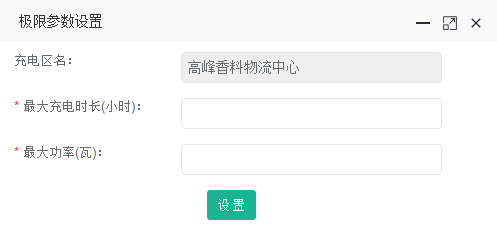 极限参数设置
充电区名：
高峰香料物流中心
* 最大充电时长(小时)：
* 最大功率(瓦)：
设置